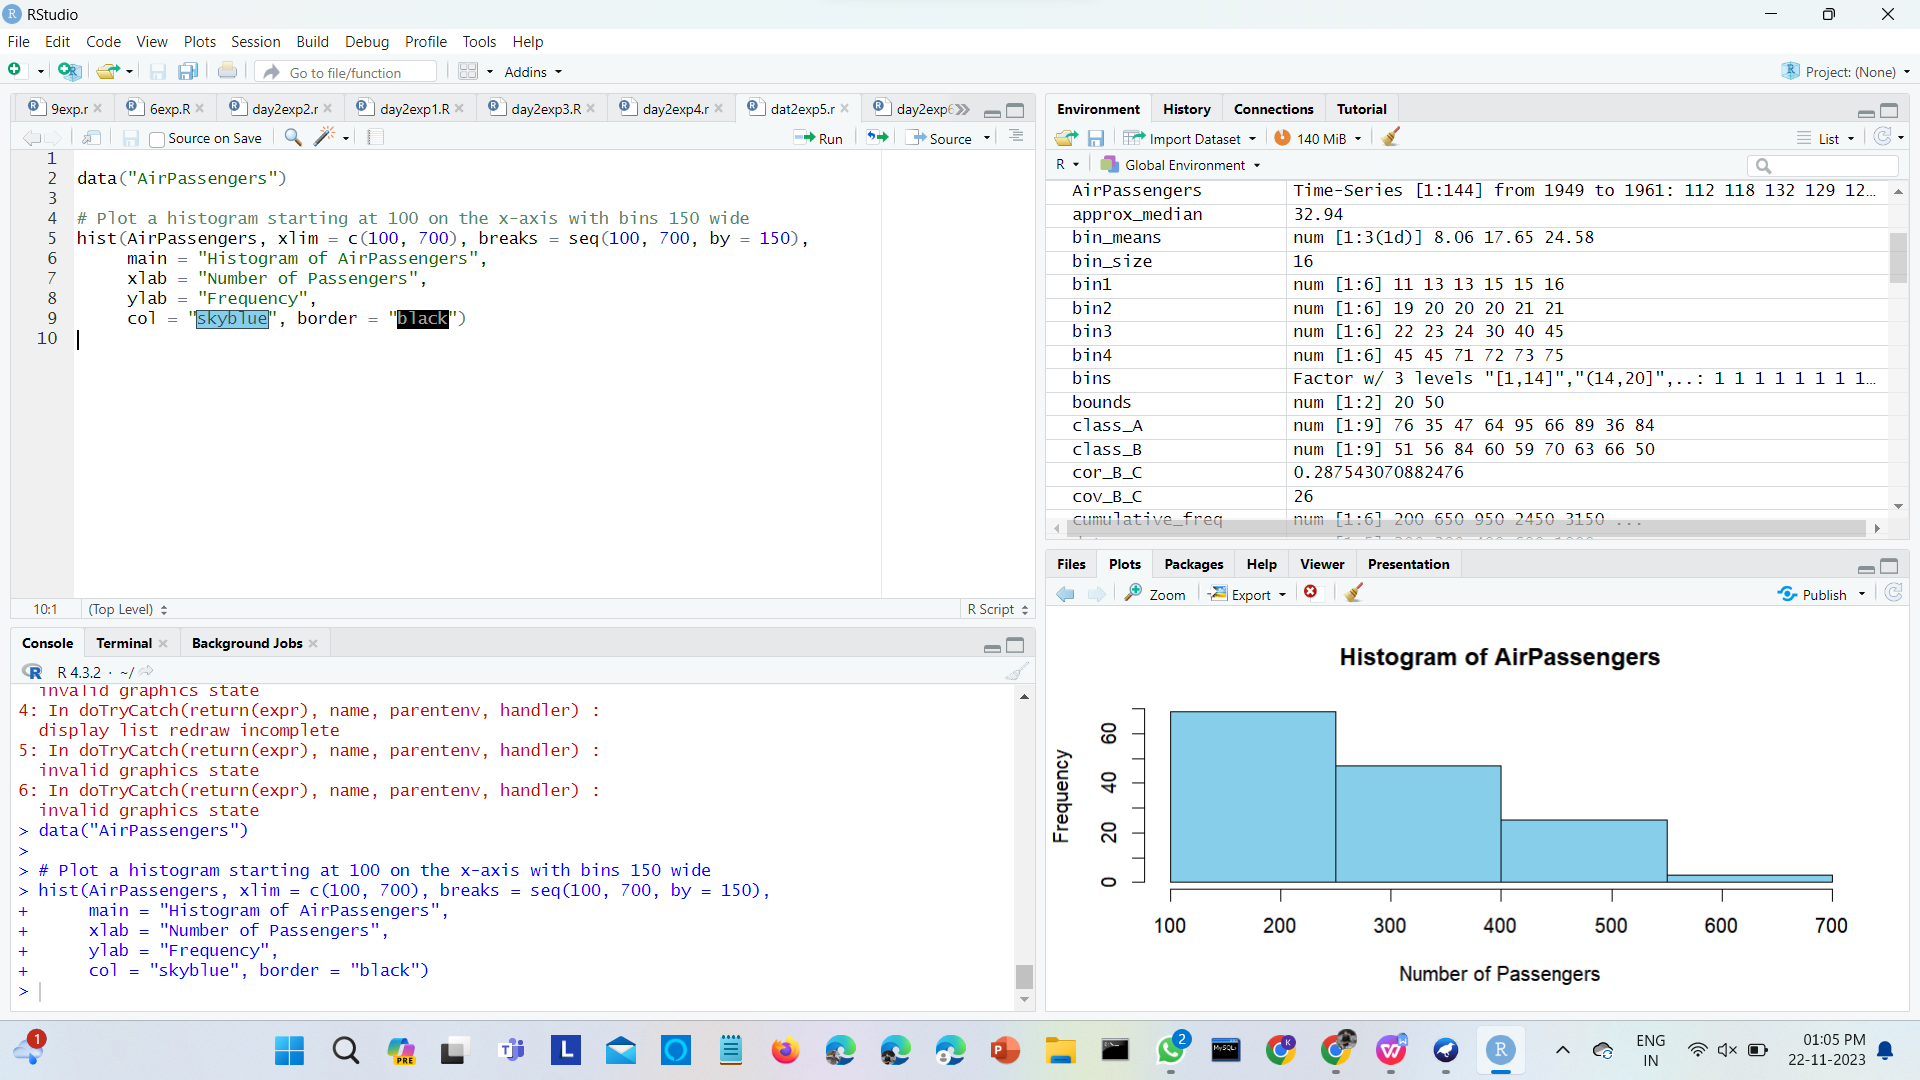 RStudio
File Edit Code View Plots Session Build Debug Profile Tools Help
Go to file/function Addins Project: (None)
9exp.r 6exp.R day2exp2.r day2exp1.R day2exp3.R day2exp4.r dat2exp5.r day2exp6
Source on Save Run Source
1
2 data("AirPassengers")
3
4 # Plot a histogram starting at 100 on the x-axis with bins 150 wide
5 hist(AirPassengers, xlim = c(100, 700), breaks = seq(100, 700, by = 150),
6 main = "Histogram of AirPassengers",
7 xlab = "Number of Passengers",
8 ylab = "Frequency",
9 col = "skyblue", border = "black")
10
10:1 (Top Level) R Script
Console Terminal Background Jobs
R 4.3.2 · ~/
invalid graphics state
4: In doTryCatch(return(expr), name, parentenv, handler) :
display list redraw incomplete
5: In doTryCatch(return(expr), name, parentenv, handler) :
invalid graphics state
6: In doTryCatch(return(expr), name, parentenv, handler) :
invalid graphics state
> data("AirPassengers")
>
> # Plot a histogram starting at 100 on the x-axis with bins 150 wide
> hist(AirPassengers, xlim = c(100, 700), breaks = seq(100, 700, by = 150),
+ main = "Histogram of AirPassengers",
+ xlab = "Number of Passengers",
+ ylab = "Frequency",
+ col = "skyblue", border = "black")
>
Environment History Connections Tutorial
Import Dataset 140 MiB List
R Global Environment
AirPassengers Time-Series [1:144] from 1949 to 1961: 112 118 132 129 12…
approx_median 32.94
bin_means num [1:3(1d)] 8.06 17.65 24.58
bin_size 16
bin1 num [1:6] 11 13 13 15 15 16
bin2 num [1:6] 19 20 20 20 21 21
bin3 num [1:6] 22 23 24 30 40 45
bin4 num [1:6] 45 45 71 72 73 75
bins Factor w/ 3 levels "[1,14]","(14,20]",..: 1 1 1 1 1 1 1 1…
bounds num [1:2] 20 50
class_A num [1:9] 76 35 47 64 95 66 89 36 84
class_B num [1:9] 51 56 84 60 59 70 63 66 50
cor_B_C 0.287543070882476
cov_B_C 26
cumulative_freq num [1:6] 200 650 950 2450 3150 ...
Files Plots Packages Help Viewer Presentation
Zoom Export Publish
Histogram of AirPassengers
Frequency
60
40
20
0
100 200 300 400 500 600 700
Number of Passengers
1 PRE L P MySQL 2 K W R ENG 01:05 PM
IN 22-11-2023